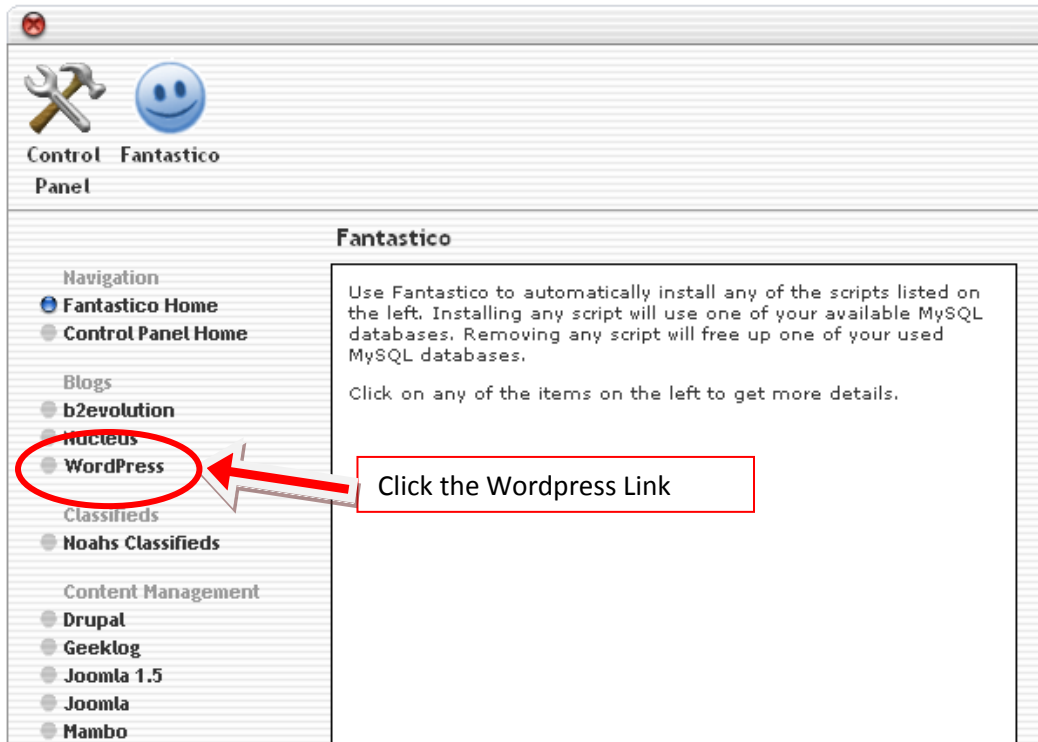 Control Fantastico
Panel
Fantastico
Navigation
Fantastico Home
Control Panel Home
Blogs
b2evolution
Nucleus
WordPress
Classifieds
Noahs Classifieds
Content Management
Drupal
Geeklog
Joomla 1.5
Joomla
Mambo
Use Fantastico to automatically install any of the scripts listed on
the left. Installing any script will use one of your available MySQL
databases. Removing any script will free up one of your used
MySQL databases.
Click on any of the items on the left to get more details.
Click the Wordpress Link